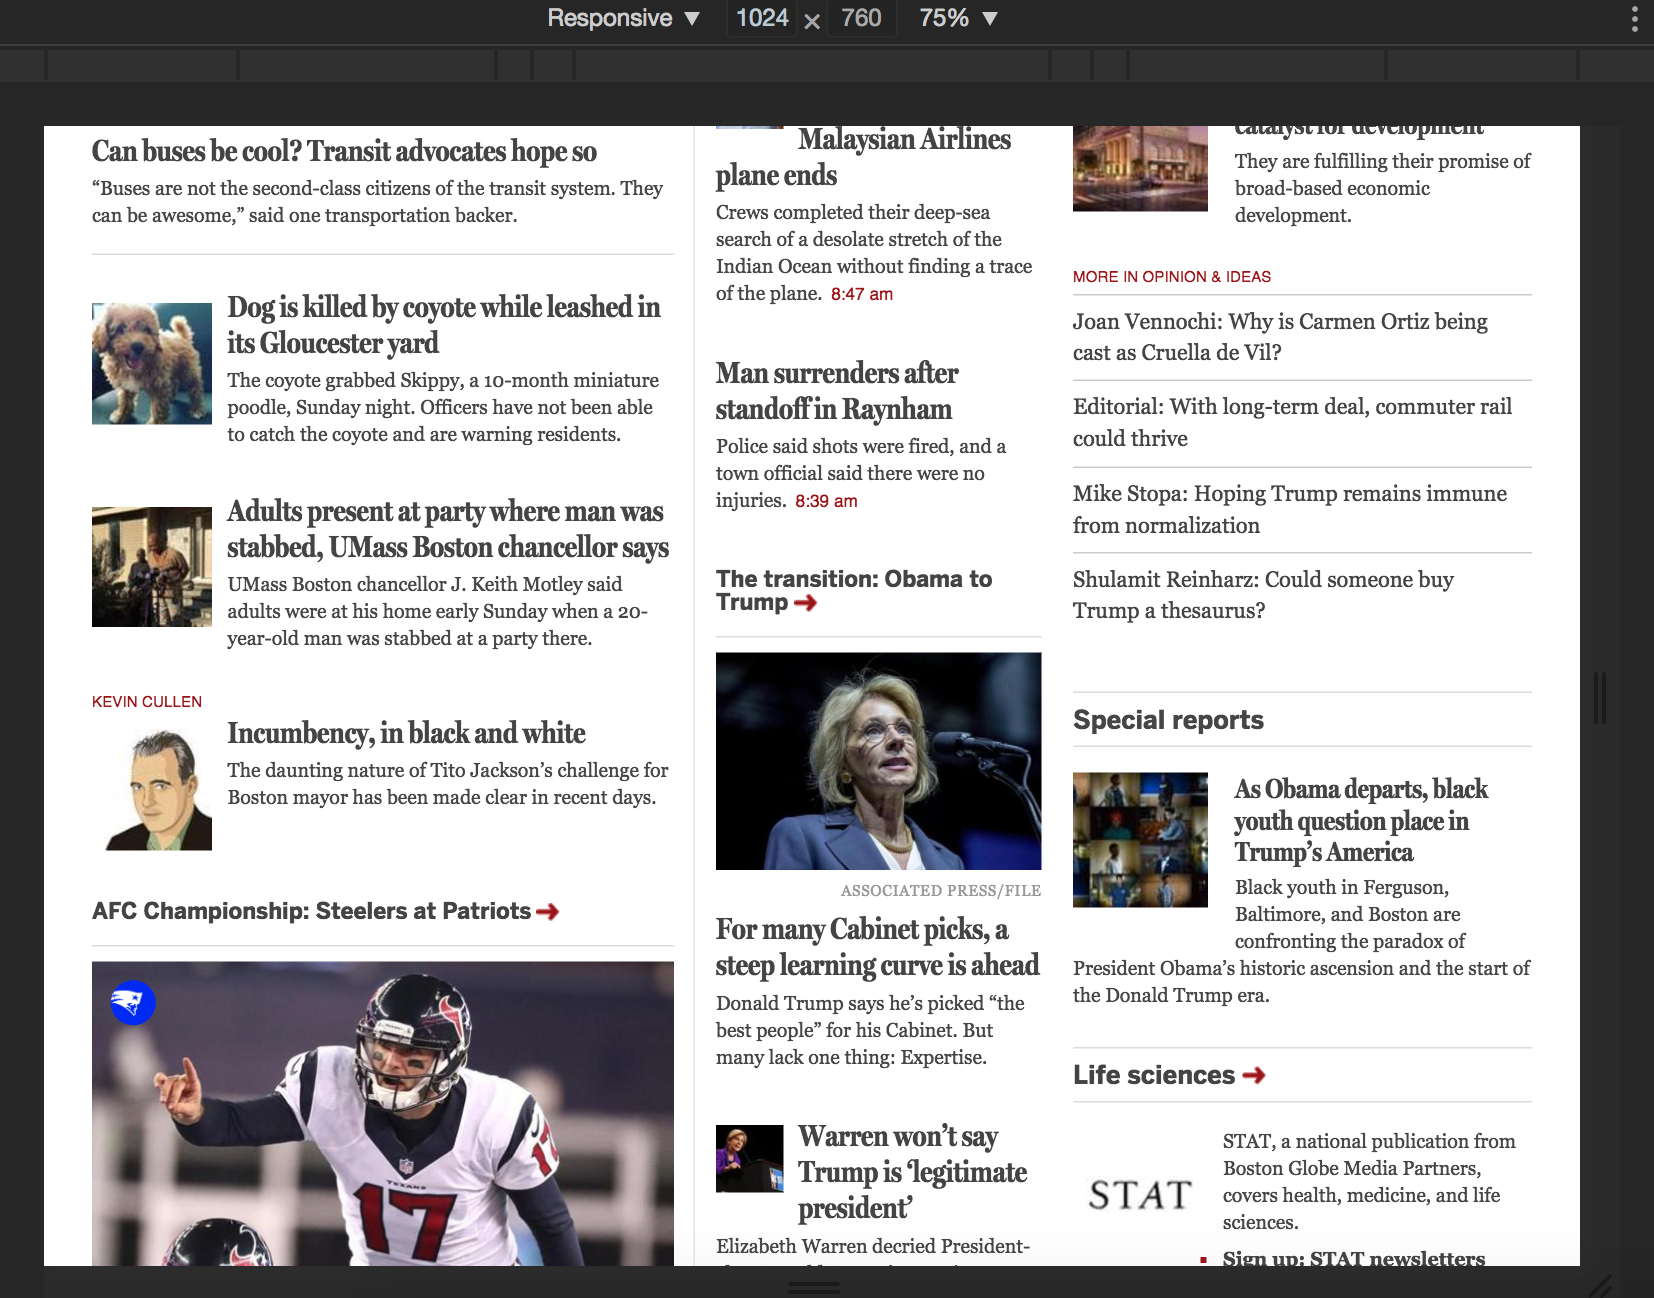 Responsive ▼ 1024 × 760 75% ▼
Can buses be cool? Transit advocates hope so
“Buses are not the second-class citizens of the transit system. They
can be awesome,” said one transportation backer.
Dog is killed by coyote while leashed in
its Gloucester yard
The coyote grabbed Skippy, a 10-month miniature
poodle, Sunday night. Officers have not been able
to catch the coyote and are warning residents.
Adults present at party where man was
stabbed, UMass Boston chancellor says
UMass Boston chancellor J. Keith Motley said
adults were at his home early Sunday when a 20-
year-old man was stabbed at a party there.
KEVIN CULLEN
Incumbency, in black and white
The daunting nature of Tito Jackson’s challenge for
Boston mayor has been made clear in recent days.
AFC Championship: Steelers at Patriots
TEXANS
17
17
Malaysian Airlines
plane ends
Crews completed their deep-sea
search of a desolate stretch of the
Indian Ocean without finding a trace
of the plane. 8:47 am
Man surrenders after
standoff in Raynham
Police said shots were fired, and a
town official said there were no
injuries. 8:39 am
The transition: Obama to
Trump
ASSOCIATED PRESS/FILE
For many Cabinet picks, a
steep learning curve is ahead
Donald Trump says he’s picked “the
best people” for his Cabinet. But
many lack one thing: Expertise.
Warren won’t say
Trump is ‘legitimate
president’
Elizabeth Warren decried President-
catalyst for development
They are fulfilling their promise of
broad-based economic
development.
MORE IN OPINION & IDEAS
Joan Vennochi: Why is Carmen Ortiz being
cast as Cruella de Vil?
Editorial: With long-term deal, commuter rail
could thrive
Mike Stopa: Hoping Trump remains immune
from normalization
Shulamit Reinharz: Could someone buy
Trump a thesaurus?
Special reports
As Obama departs, black
youth question place in
Trump’s America
Black youth in Ferguson,
Baltimore, and Boston are
confronting the paradox of
President Obama’s historic ascension and the start of
the Donald Trump era.
Life sciences
STAT
STAT, a national publication from
Boston Globe Media Partners,
covers health, medicine, and life
sciences.
Sign up: STAT newsletters